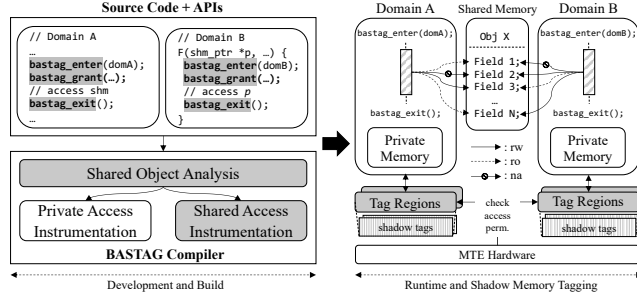 Source Code + APIs
// Domain A
…
bastag_enter(domA);
bastag_grant(…);
// access shm
bastag_exit();
…
// Domain B
F(shm_ptr *p, …) {
bastag_enter(domB);
bastag_grant(…);
// access p
bastag_exit();
}
Shared Object Analysis
Private Access
Instrumentation
Shared Access
Instrumentation
BASTAG Compiler
Development and Build
Domain A
Shared Memory
Domain B
bastag_enter(domA);
bastag_exit();
Private
Memory
Obj X
Field 1;
Field 2;
Field 3;
…
Field N;
bastag_enter(domB);
bastag_exit();
Private
Memory
: rw
: ro
: na
Tag Regions
shadow tags
check
access
perm.
Tag Regions
shadow tags
MTE Hardware
Runtime and Shadow Memory Tagging